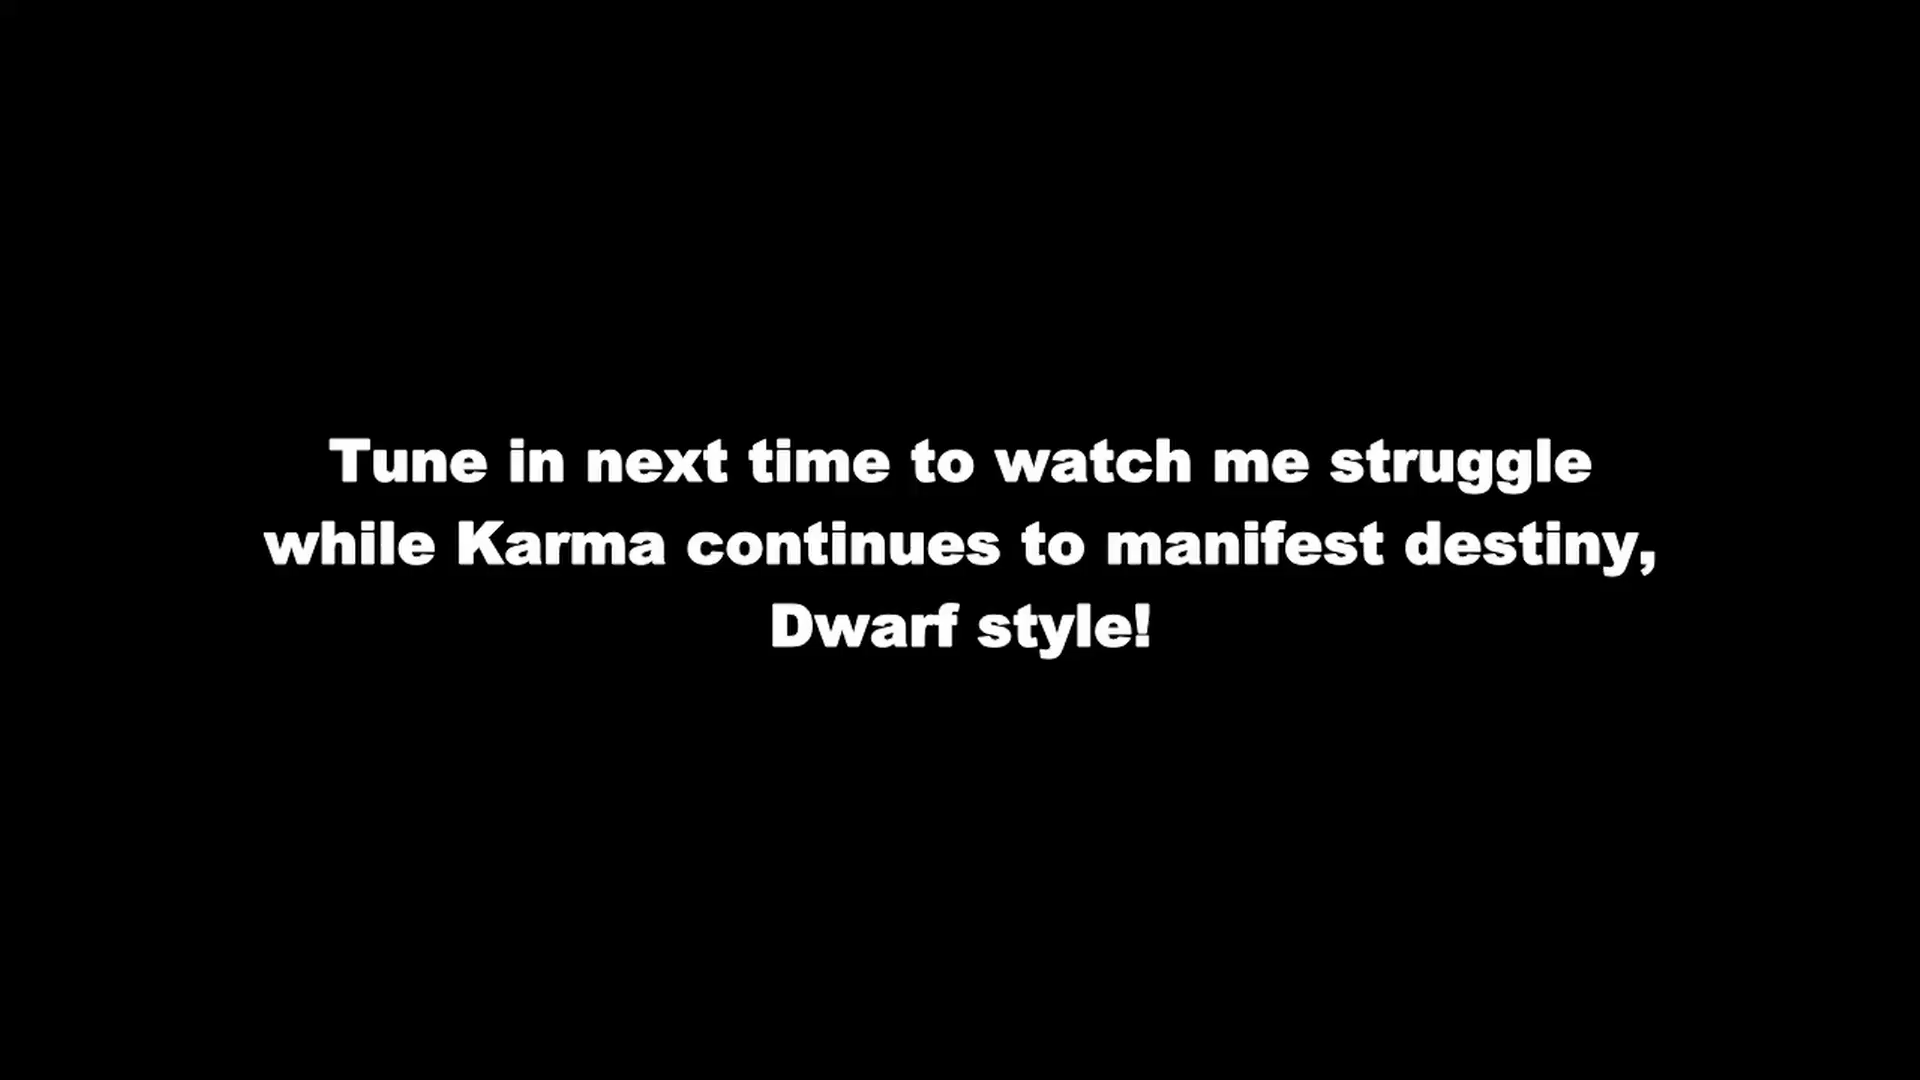 Tune in next time to watch me struggle
while Karma continues to manifest destiny,
Dwarf style!